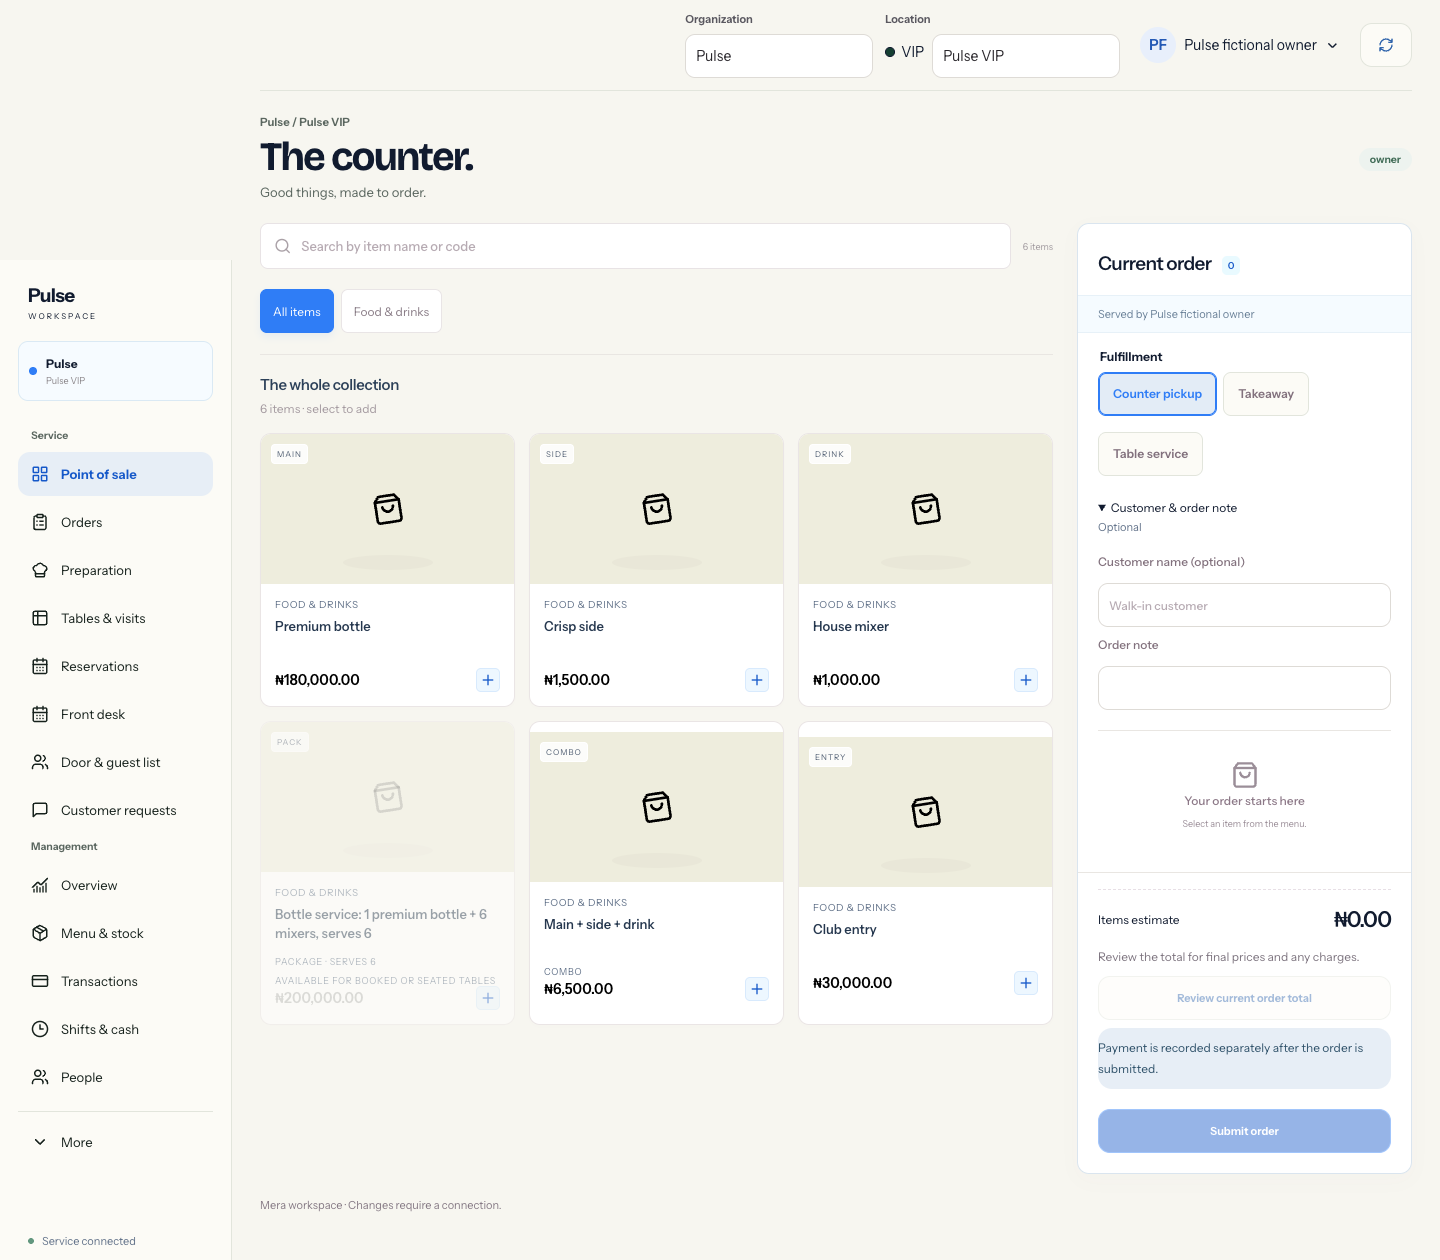 Organization
Location
Pulse
VIP
Pulse VIP
PF
Pulse fictional owner
Pulse / Pulse VIP
The counter.
owner
Good things, made to order.
Search by item name or code
6 items
All items
Food & drinks
The whole collection
6 items · select to add
MAIN
FOOD & DRINKS
Premium bottle
₦180,000.00
SIDE
FOOD & DRINKS
Crisp side
₦1,500.00
DRINK
FOOD & DRINKS
House mixer
₦1,000.00
PACK
FOOD & DRINKS
Bottle service: 1 premium bottle + 6
mixers, serves 6
PACKAGE · SERVES 6
AVAILABLE FOR BOOKED OR SEATED TABLES
₦200,000.00
COMBO
FOOD & DRINKS
Main + side + drink
COMBO
₦6,500.00
ENTRY
FOOD & DRINKS
Club entry
₦30,000.00
Current order
0
Served by Pulse fictional owner
Fulfillment
Counter pickup
Takeaway
Table service
▼ Customer & order note
Optional
Customer name (optional)
Walk-in customer
Order note
Your order starts here
Select an item from the menu.
Items estimate
₦0.00
Review the total for final prices and any charges.
Review current order total
Payment is recorded separately after the order is
submitted.
Submit order
Pulse
WORKSPACE
Pulse
Pulse VIP
Service
Point of sale
Orders
Preparation
Tables & visits
Reservations
Front desk
Door & guest list
Customer requests
Management
Overview
Menu & stock
Transactions
Shifts & cash
People
More
Service connected
Mera workspace · Changes require a connection.